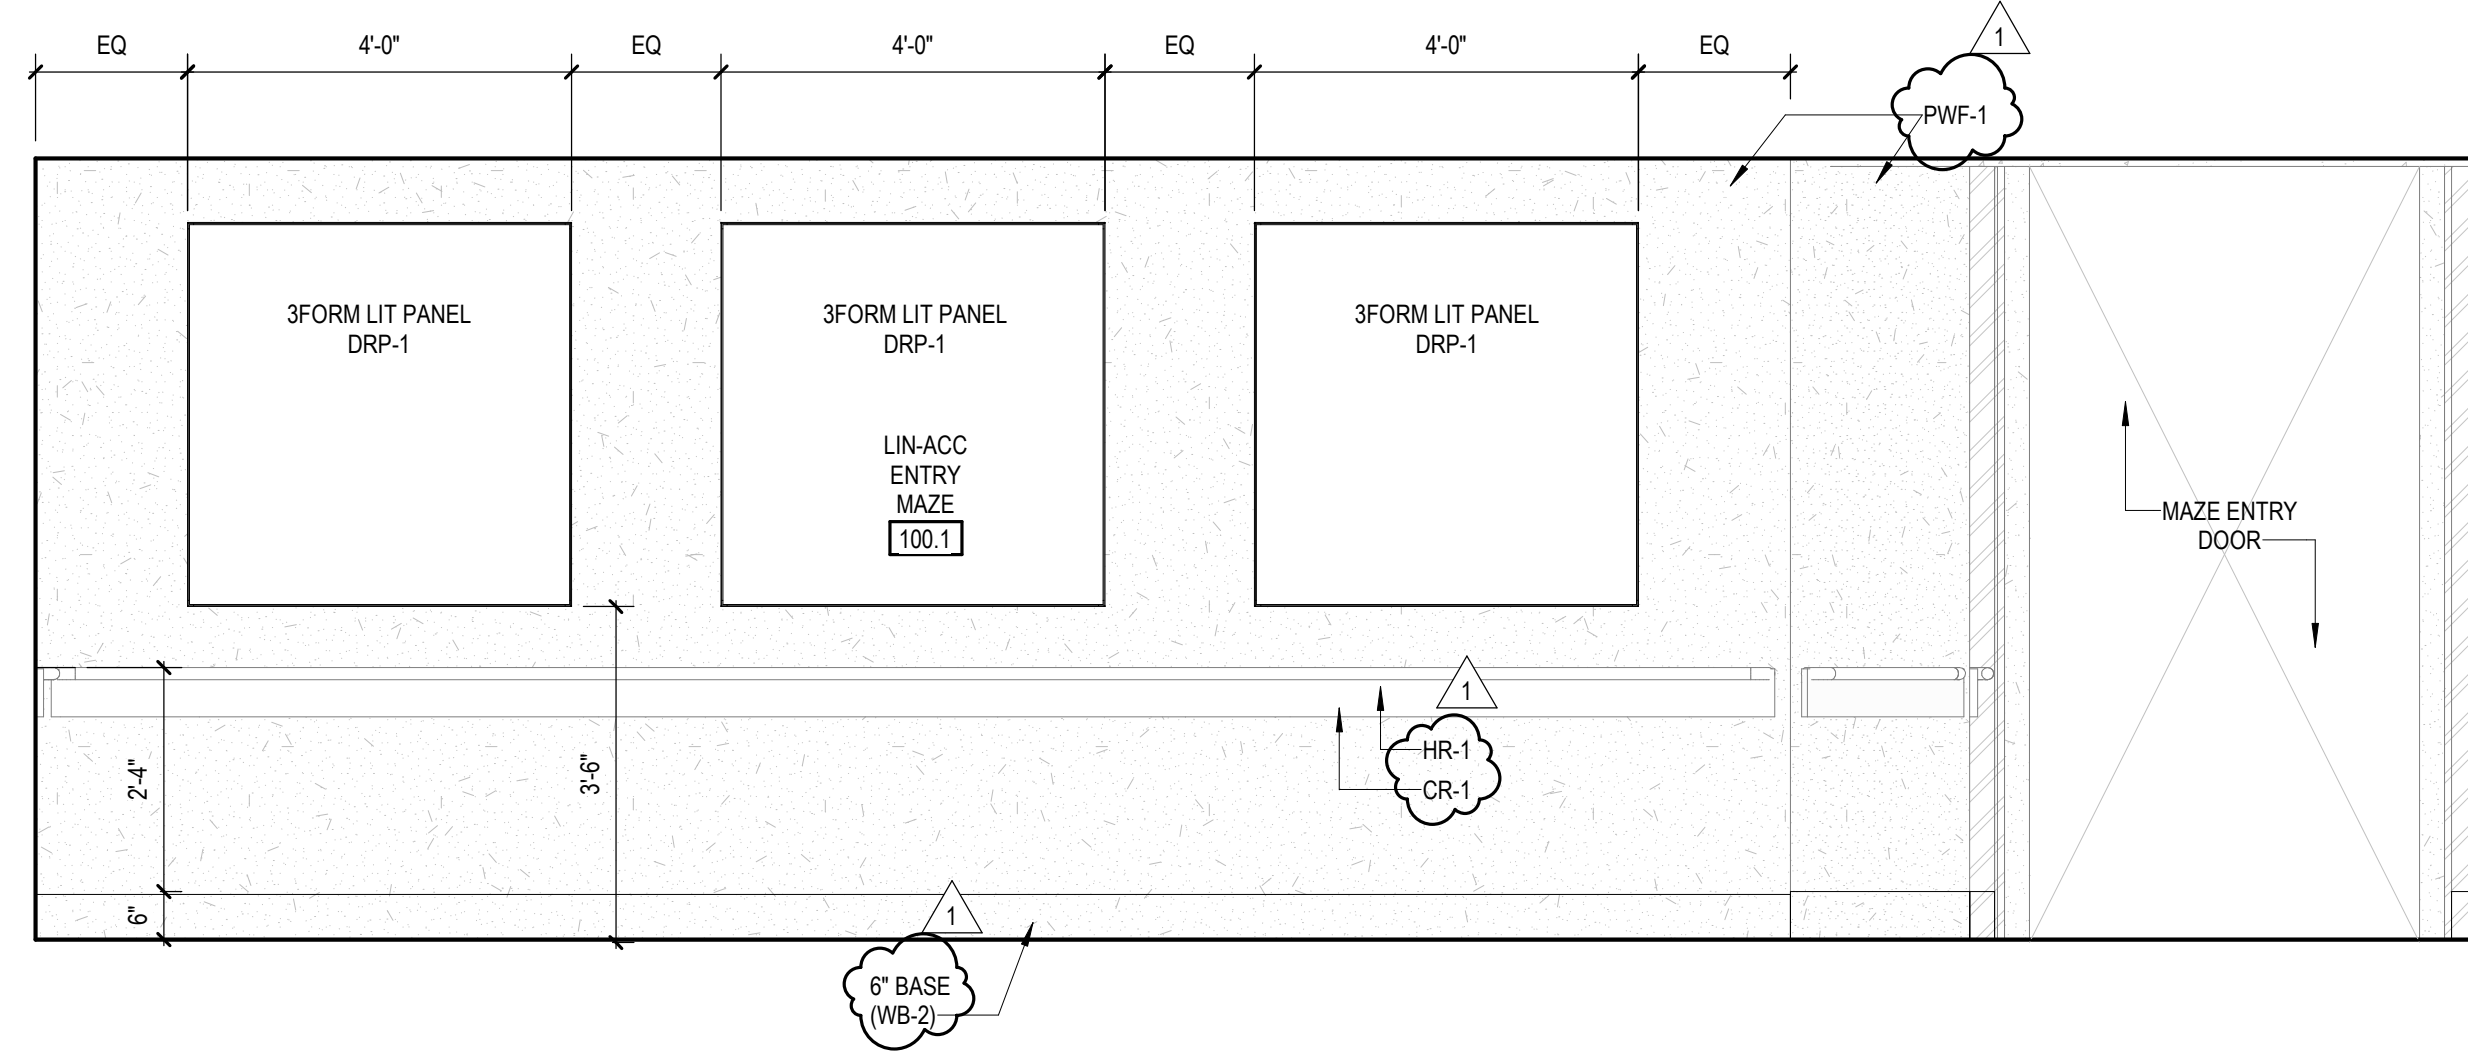 EQ
4'-0"
EQ
4'-0"
EQ
4'-0"
EQ
1
PWF-1
3FORM LIT PANEL
DRP-1
3FORM LIT PANEL
DRP-1
3FORM LIT PANEL
DRP-1
LIN-ACC
ENTRY
MAZE
100.1
MAZE ENTRY
DOOR
1
HR-1
CR-1
2'-4"
3'-6"
6"
1
6" BASE
(WB-2)